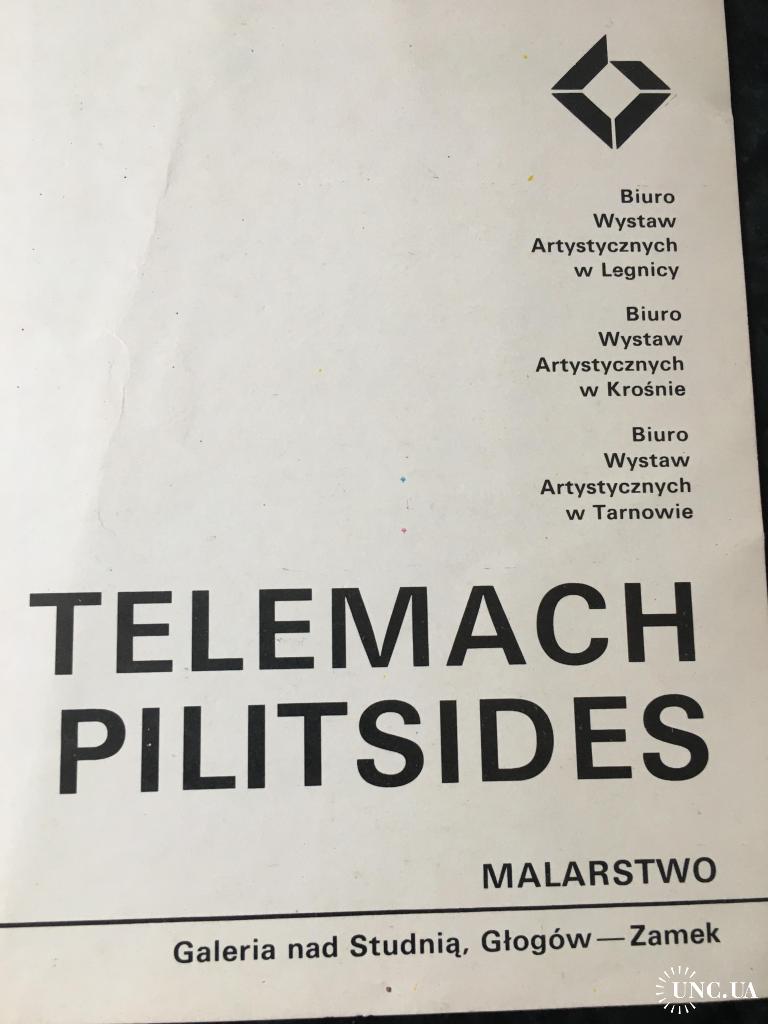 Biuro
Wystaw
Artystycznych
w Legnicy
Biuro
Wystaw
Artystycznych
w Krośnie
Biuro
Wystaw
Artystycznych
w Tarnowie
TELEMACH
PILITSIDES
MALARSTWO
Galeria nad Studnią, Głogów — Zamek
UNC.UA